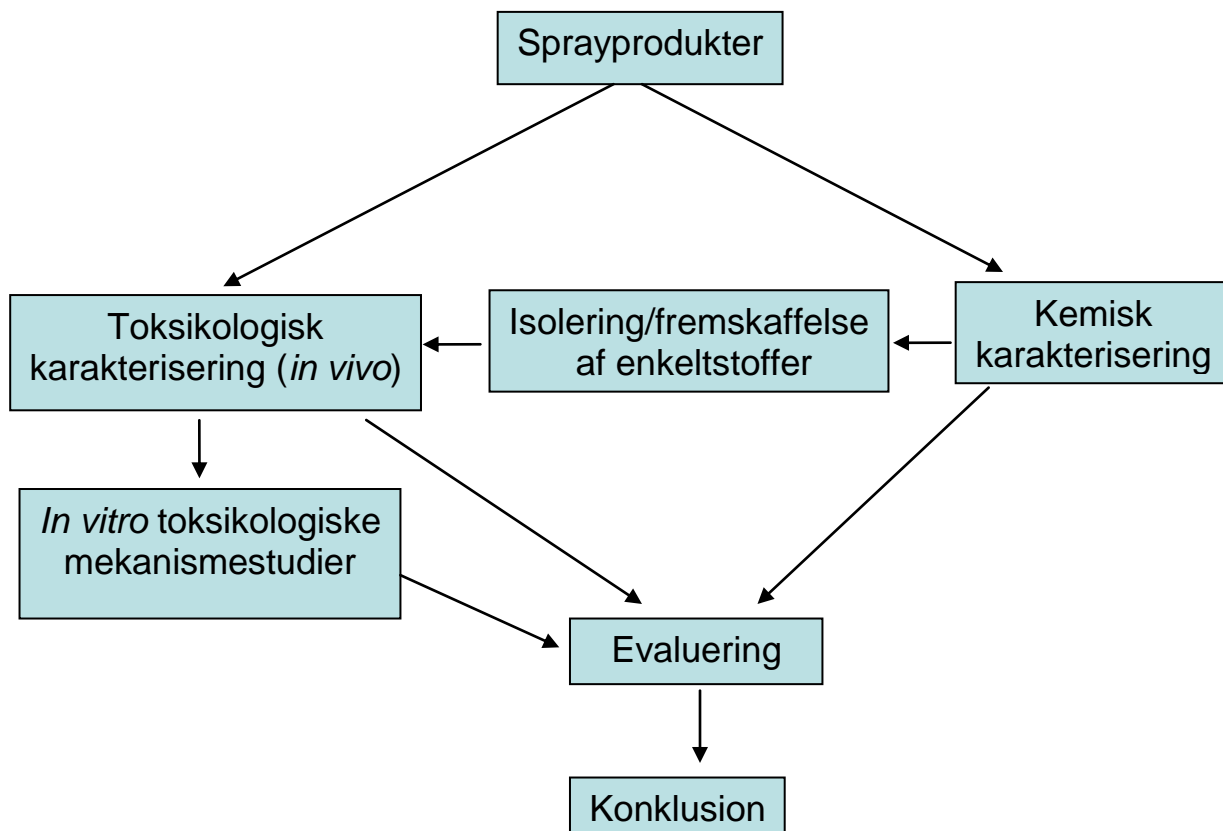 Sprayprodukter
Toksikologisk
karakterisering (in vivo)
Isolering/fremskaffelse
af enkeltstoffer
Kemisk
karakterisering
In vitro toksikologiske
mekanismestudier
Evaluering
Konklusion